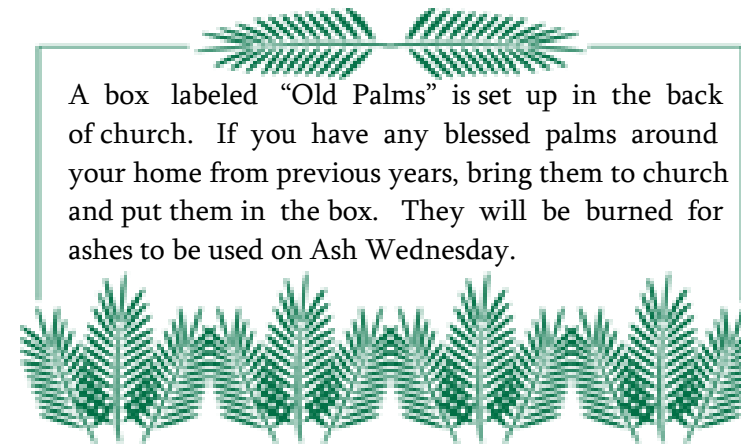 A box labeled “Old Palms” is set up in the back
of church. If you have any blessed palms around
your home from previous years, bring them to church
and put them in the box. They will be burned for
ashes to be used on Ash Wednesday.